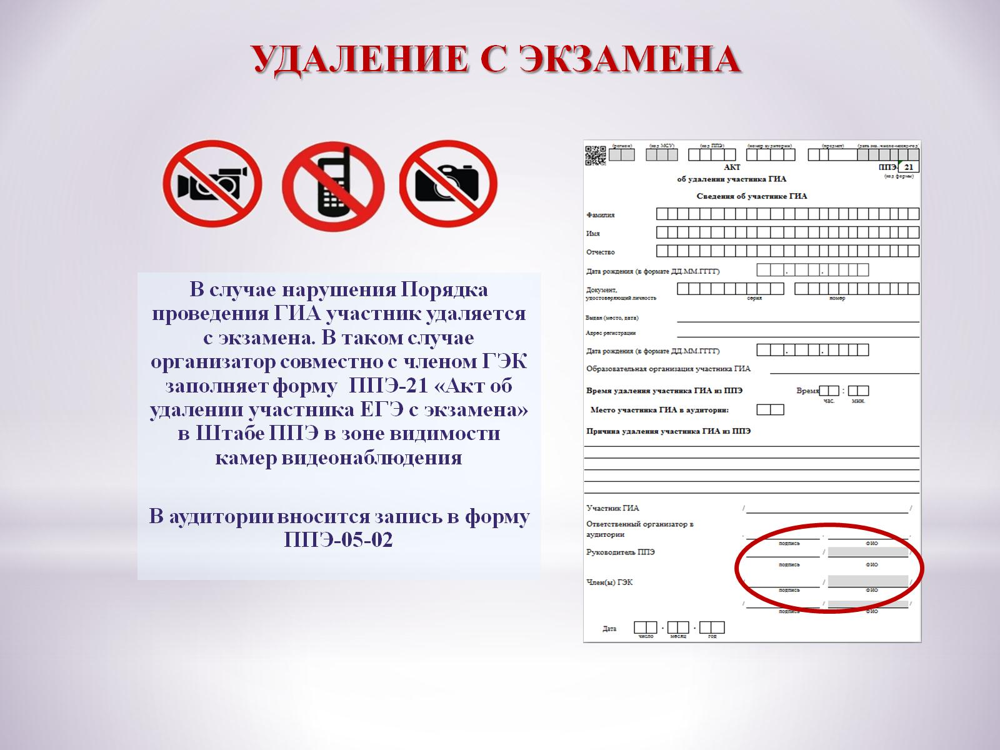 УДАЛЕНИЕ С ЭКЗАМЕНА
В случае нарушения Порядка
проведения ГИА участник удаляется
с экзамена. В таком случае
организатор совместно с членом ГЭК
заполняет форму ППЭ-21 «Акт об
удалении участника ЕГЭ с экзамена»
в Штабе ППЭ в зоне видимости
камер видеонаблюдения
В аудитории вносится запись в форму
ППЭ-05-02
(регион) (код МСУ) (код ППЭ) (номер аудитории) (предмет) (дата экз. число-месяц-год)
АКТ ППЭ- 21
(код формы)
об удалении участника ГИА
Сведения об участнике ГИА
Фамилия
Имя
Отчество
Дата рождения (в формате ДД.ММ.ГГГГ) . .
Документ,
удостоверяющий личность серия номер
Выдан (место, дата)
Адрес регистрации
Дата рождения (в формате ДД.ММ.ГГГГ) . .
Образовательная организация участника ГИА
Время удаления участника ГИА из ППЭ Время :
час. мин.
Место участника ГИА в аудитории:
Причина удаления участника ГИА из ППЭ
Участник ГИА / /
Ответственный организатор в
аудитории
подпись ФИО
Руководитель ППЭ / /
подпись ФИО
Член(ы) ГЭК / / /
подпись ФИО
/ / /
подпись ФИО
Дата . .
число месяц год